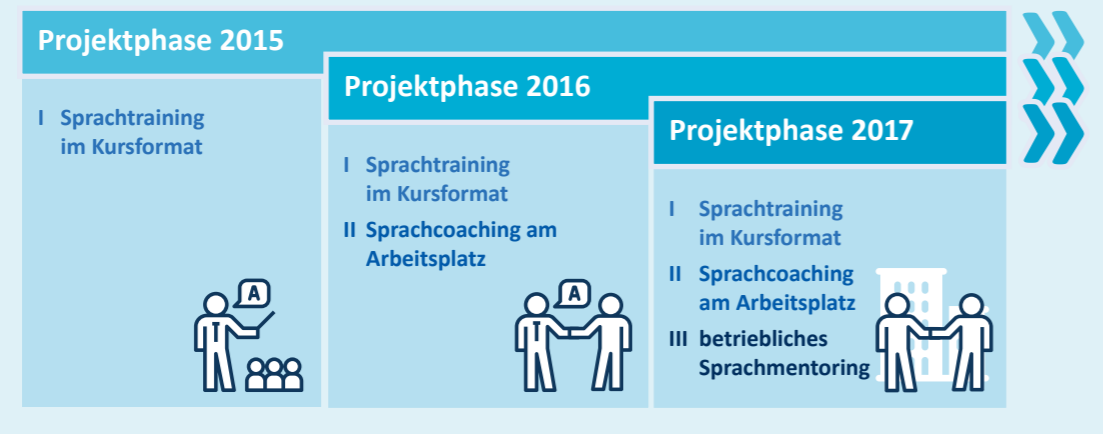 Projektphase 2015
I Sprachtraining
im Kursformat
A
Projektphase 2016
I Sprachtraining
im Kursformat
II Sprachcoaching am
Arbeitsplatz
A
Projektphase 2017
I Sprachtraining
im Kursformat
II Sprachcoaching
am Arbeitsplatz
III betriebliches
Sprachmentoring